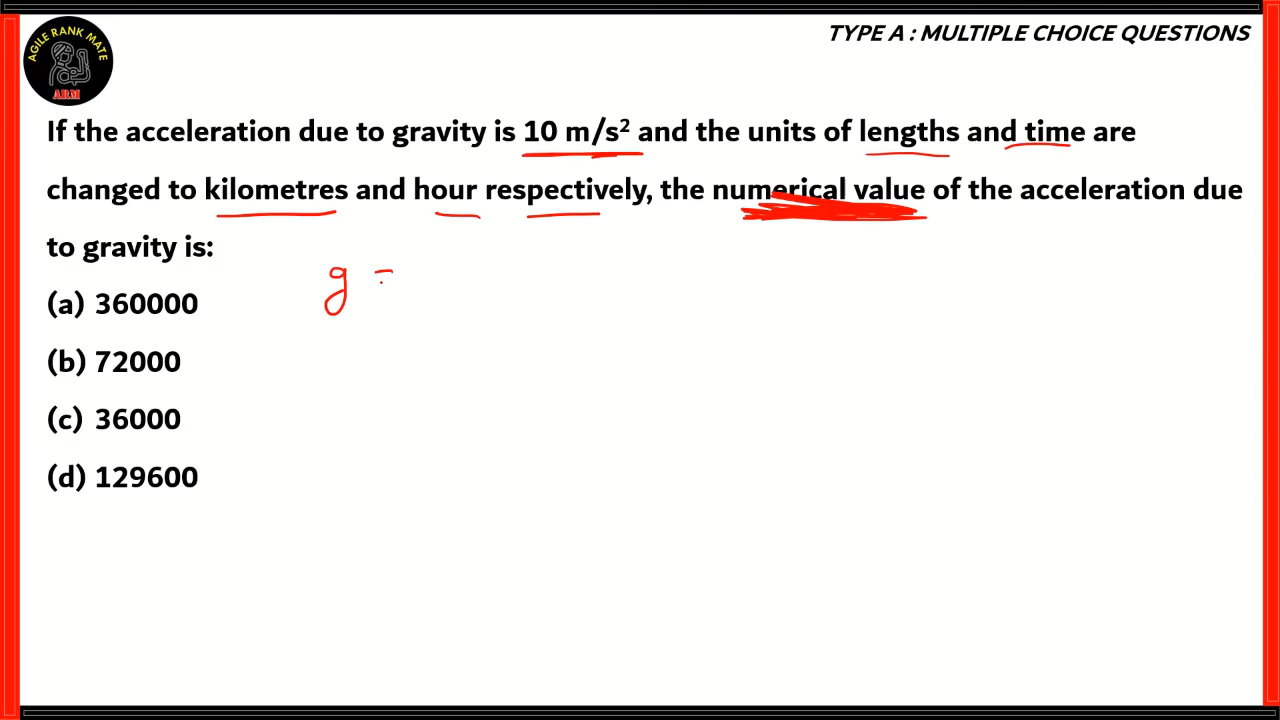 AGILE RANK MATE
ARM
TYPE A : MULTIPLE CHOICE QUESTIONS
If the acceleration due to gravity is 10 m/s² and the units of lengths and time are
changed to kilometres and hour respectively, the numerical value of the acceleration due
to gravity is:
g =
(a) 360000
(b) 72000
(c) 36000
(d) 129600